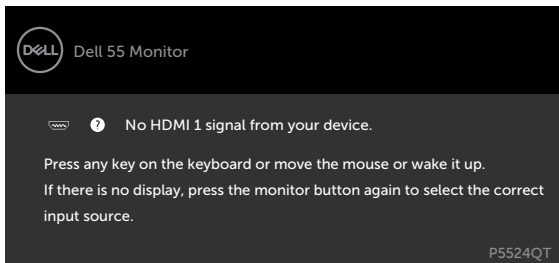 DELL
Dell 55 Monitor
? No HDMI 1 signal from your device.
Press any key on the keyboard or move the mouse or wake it up.
If there is no display, press the monitor button again to select the correct
input source.
P5524QT